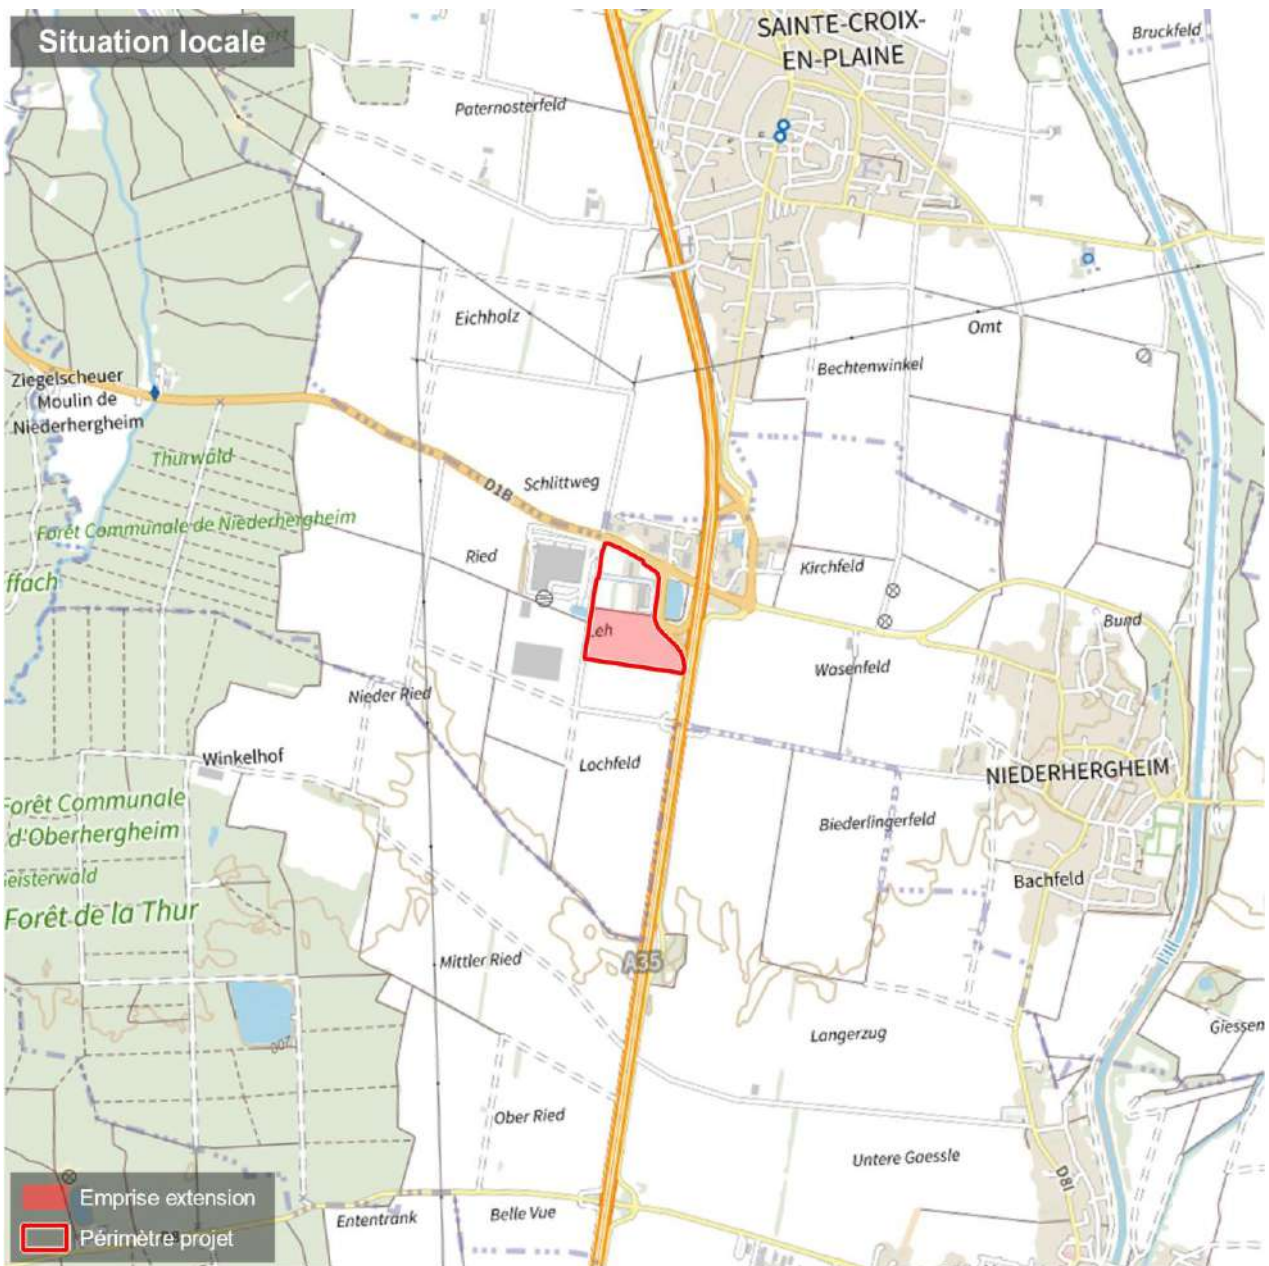 Situation locale
SAINTE-CROIX-
EN-PLAINE
Bruckfeld
Paternosterfeld
Eichholz
Omt
Bechtenwinkel
Ziegelscheuer
Moulin de
Niederhergheim
Thurwald
D1B
Schlittweg
Forêt Communale de Niederhergheim
Ried
Kirchfeld
ffach
Bund
Leh
Wasenfeld
Nieder Ried
Winkelhof
Lochfeld
NIEDERHERGHEIM
Forêt Communale
d'Oberhergheim
Biederlingerfeld
Geisterwald
Bachfeld
Forêt de la Thur
A35
Mittler Ried
Langerzug
Giessen
200
Ober Ried
Untere Gaessle
D8I
Emprise extension
Ententrank
Belle Vue
Périmètre projet